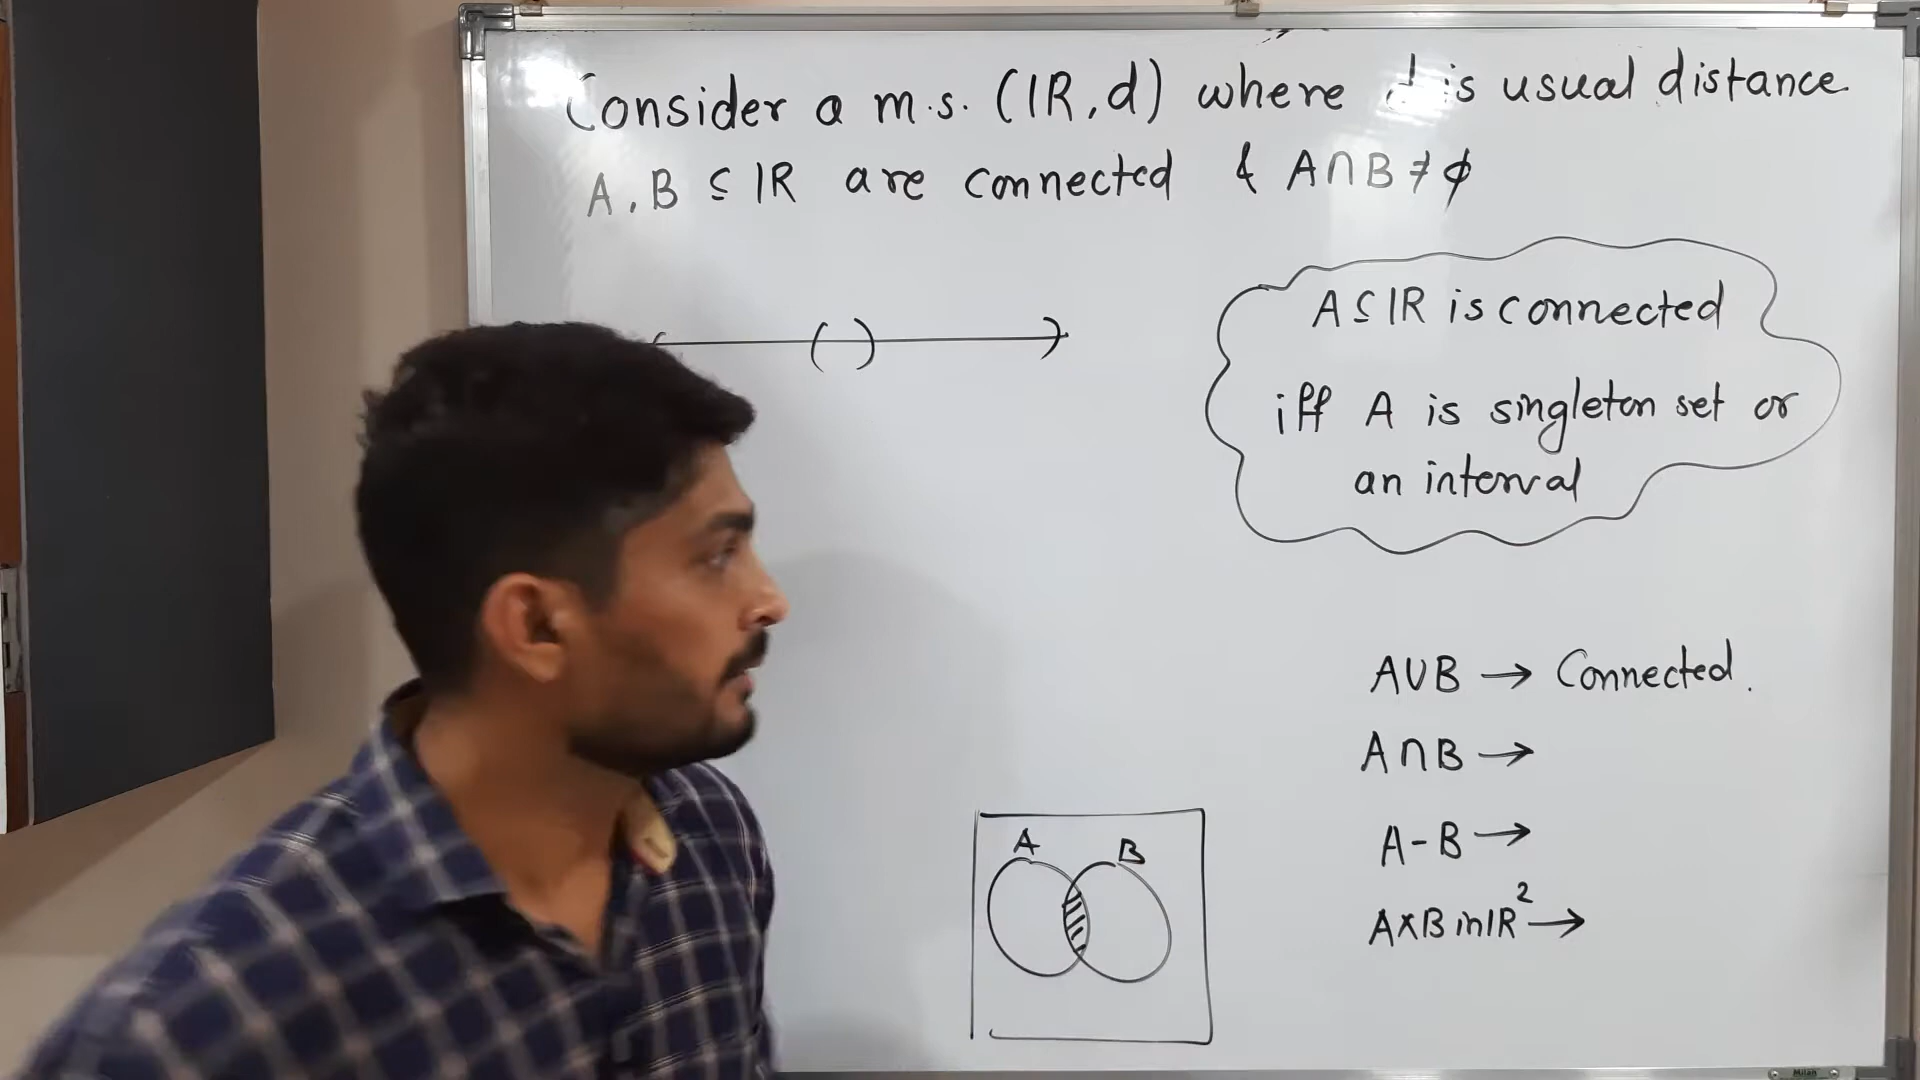 Consider a m.s. (IR, d) where d is usual distance
A, B ⊆ IR are connected & A∩B ≠ ϕ
A ⊆ IR is connected
iff A is singleton set or
an interval
A∪B → Connected.
A∩B →
A-B →
A×B in IR² →
A B
Milan